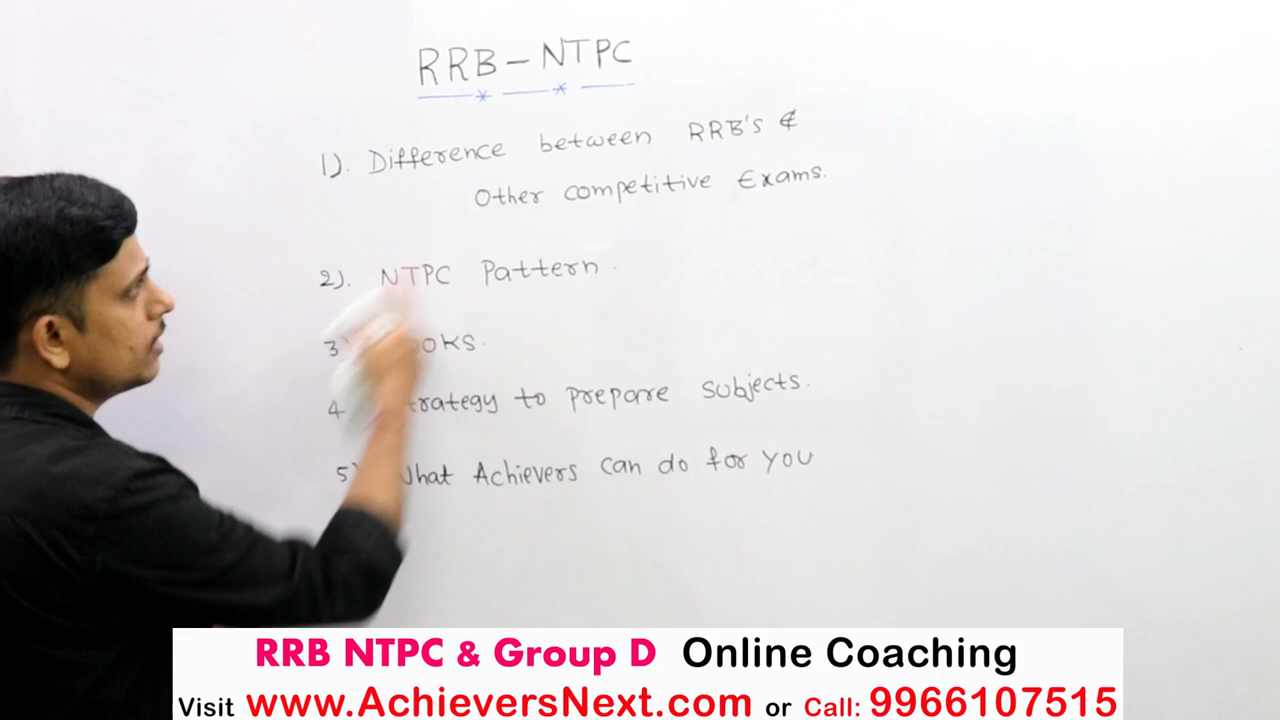 RRB-NTPC
1). Difference between RRB's &
Other competitive Exams.
2). NTPC Pattern.
3)
4 Strategy to prepare subjects.
5) What Achievers can do for you
RRB NTPC & Group D Online Coaching
Visit www.AchieversNext.com or Call: 9966107515